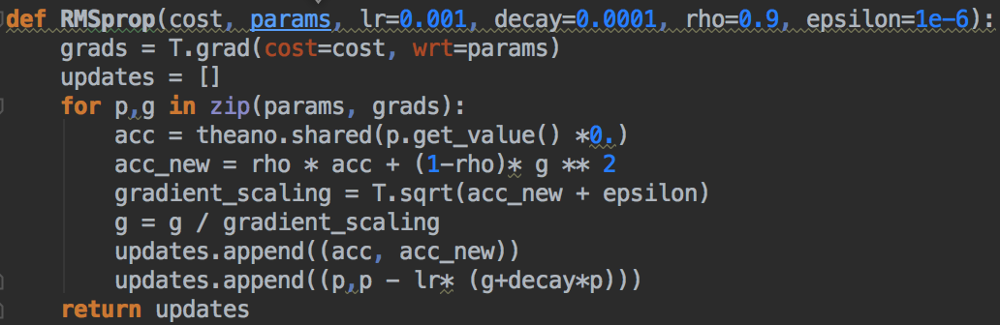 def RMSprop(cost, params, lr=0.001, decay=0.0001, rho=0.9, epsilon=1e-6):
    grads = T.grad(cost=cost, wrt=params)
    updates = []
    for p,g in zip(params, grads):
        acc = theano.shared(p.get_value() *0.)
        acc_new = rho * acc + (1-rho)* g ** 2
        gradient_scaling = T.sqrt(acc_new + epsilon)
        g = g / gradient_scaling
        updates.append((acc, acc_new))
        updates.append((p,p - lr* (g+decay*p)))
    return updates